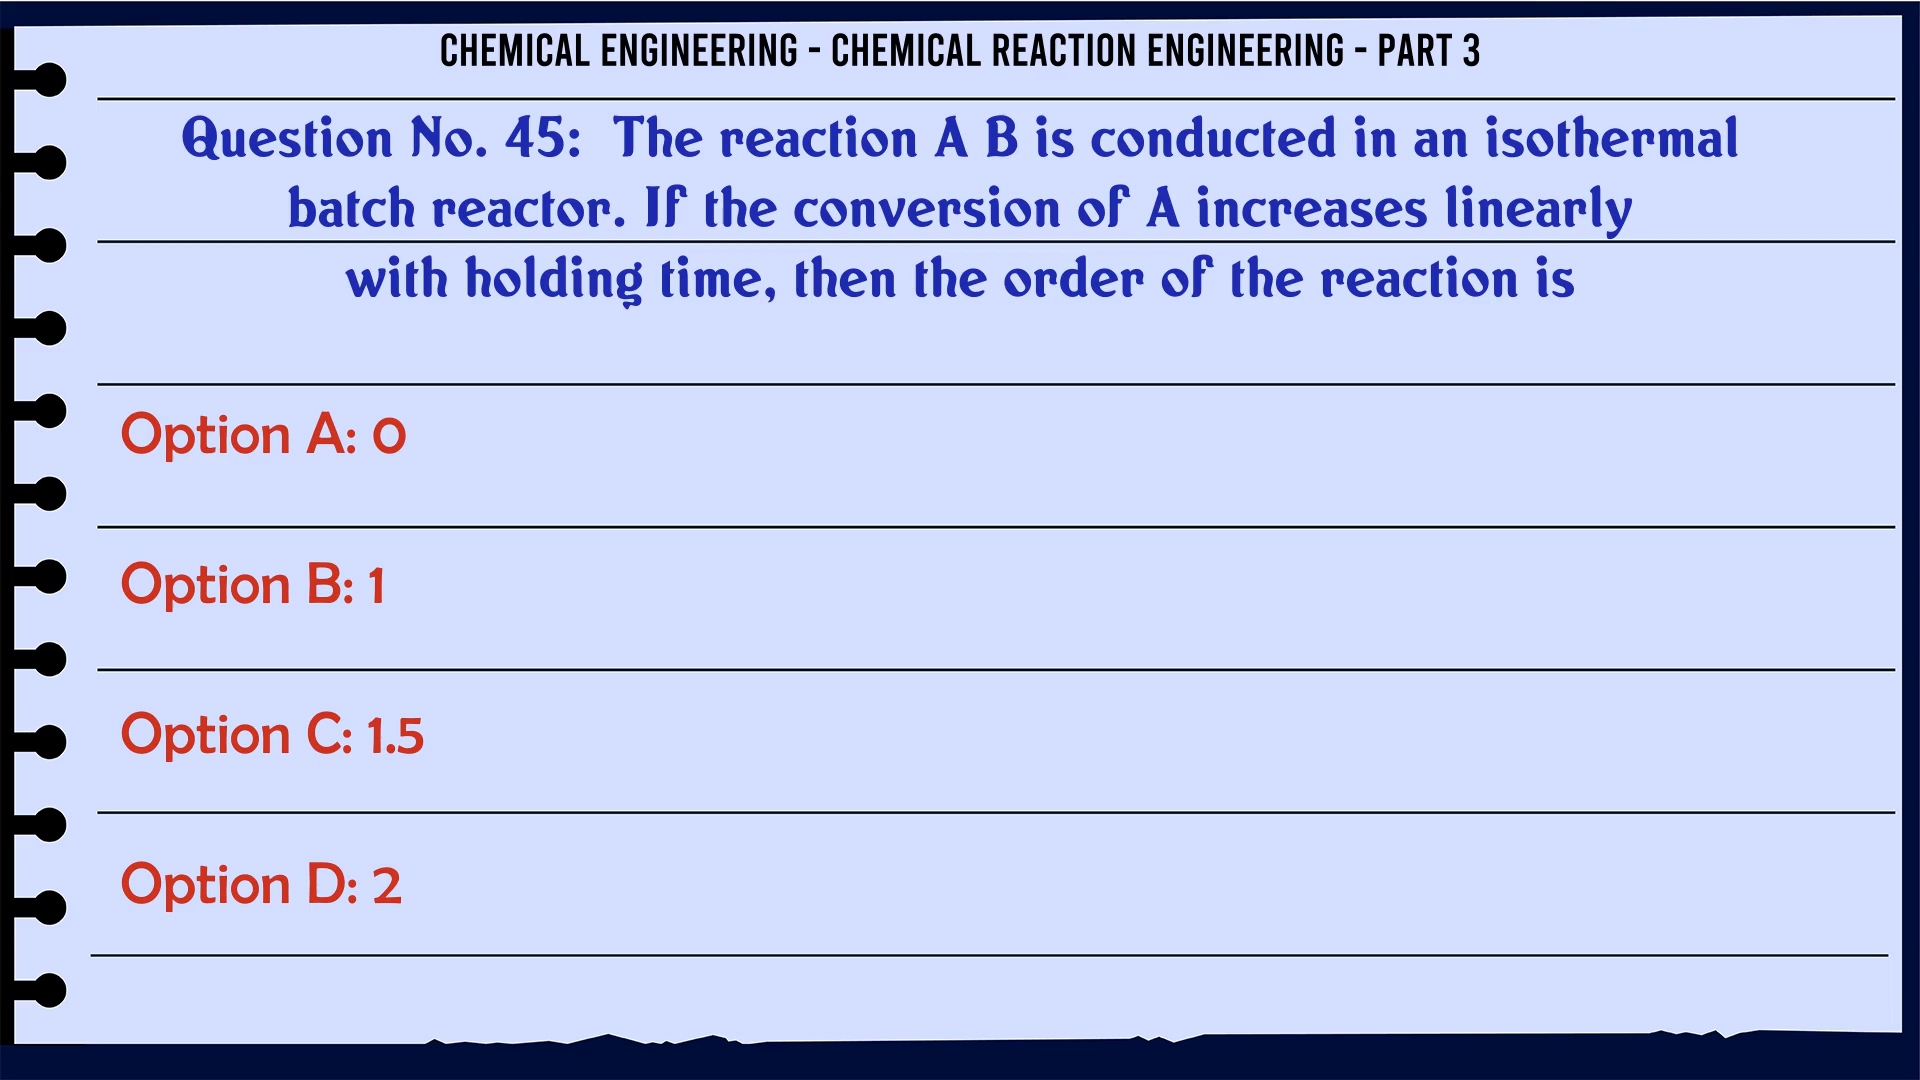 CHEMICAL ENGINEERING - CHEMICAL REACTION ENGINEERING - PART 3
Question No. 45: The reaction A B is conducted in an isothermal
batch reactor. If the conversion of A increases linearly
with holding time, then the order of the reaction is
Option A: 0
Option B: 1
Option C: 1.5
Option D: 2